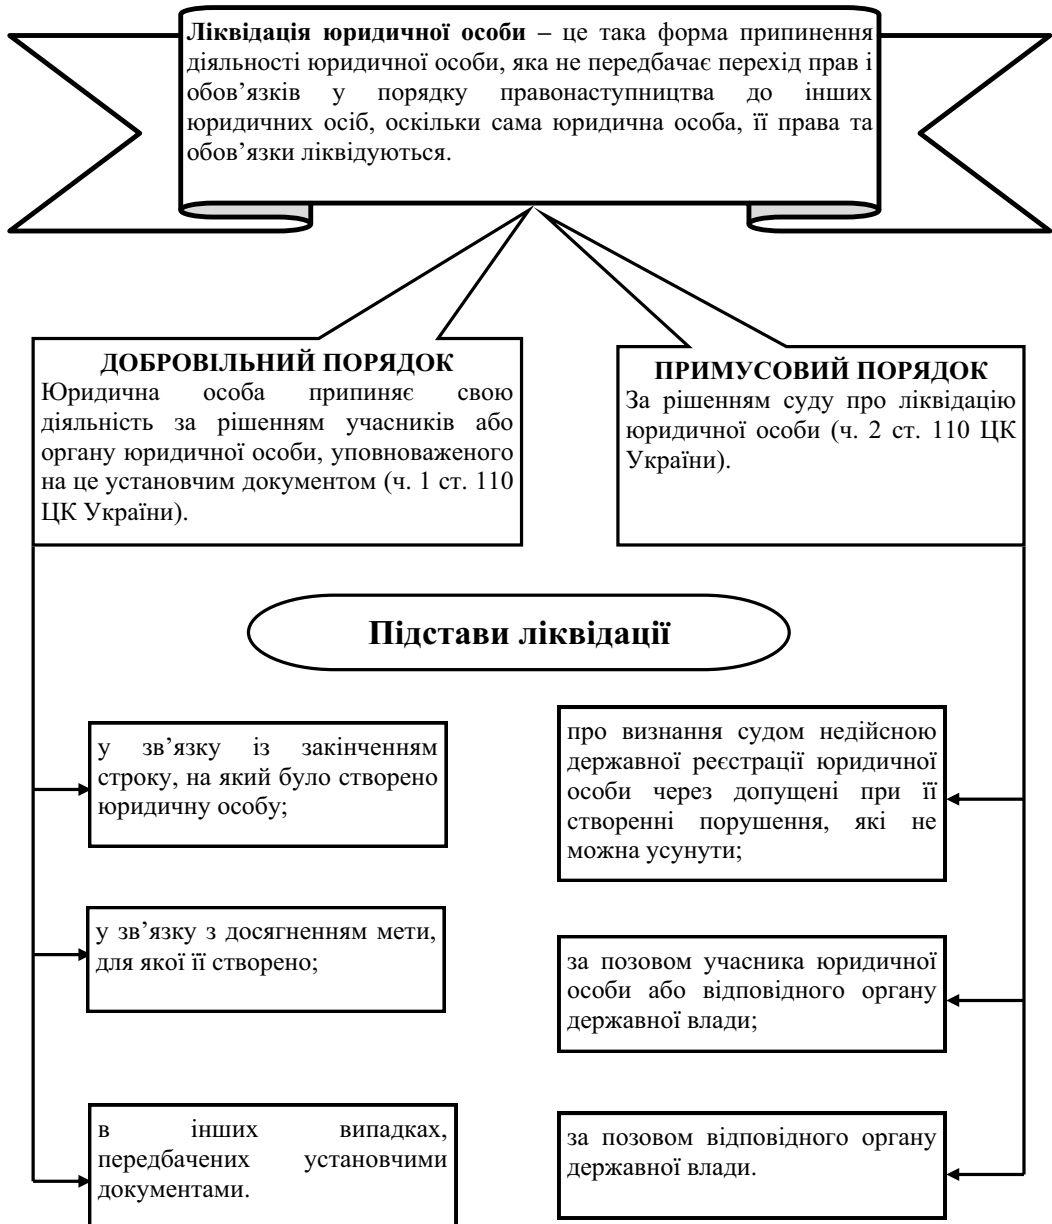 Ліквідація юридичної особи – це така форма припинення
діяльності юридичної особи, яка не передбачає перехід прав і
обов’язків у порядку правонаступництва до інших
юридичних осіб, оскільки сама юридична особа, її права та
обов’язки ліквідуються.
ДОБРОВІЛЬНИЙ ПОРЯДОК
Юридична особа припиняє свою
діяльність за рішенням учасників або
органу юридичної особи, уповноваженого
на це установчим документом (ч. 1 ст. 110
ЦК України).
ПРИМУСОВИЙ ПОРЯДОК
За рішенням суду про ліквідацію
юридичної особи (ч. 2 ст. 110 ЦК
України).
Підстави ліквідації
у зв’язку із закінченням
строку, на який було створено
юридичну особу;
у зв’язку з досягненням мети,
для якої її створено;
в інших випадках,
передбачених установчими
документами.
про визнання судом недійсною
державної реєстрації юридичної
особи через допущені при її
створенні порушення, які не
можна усунути;
за позовом учасника юридичної
особи або відповідного органу
державної влади;
за позовом відповідного органу
державної влади.